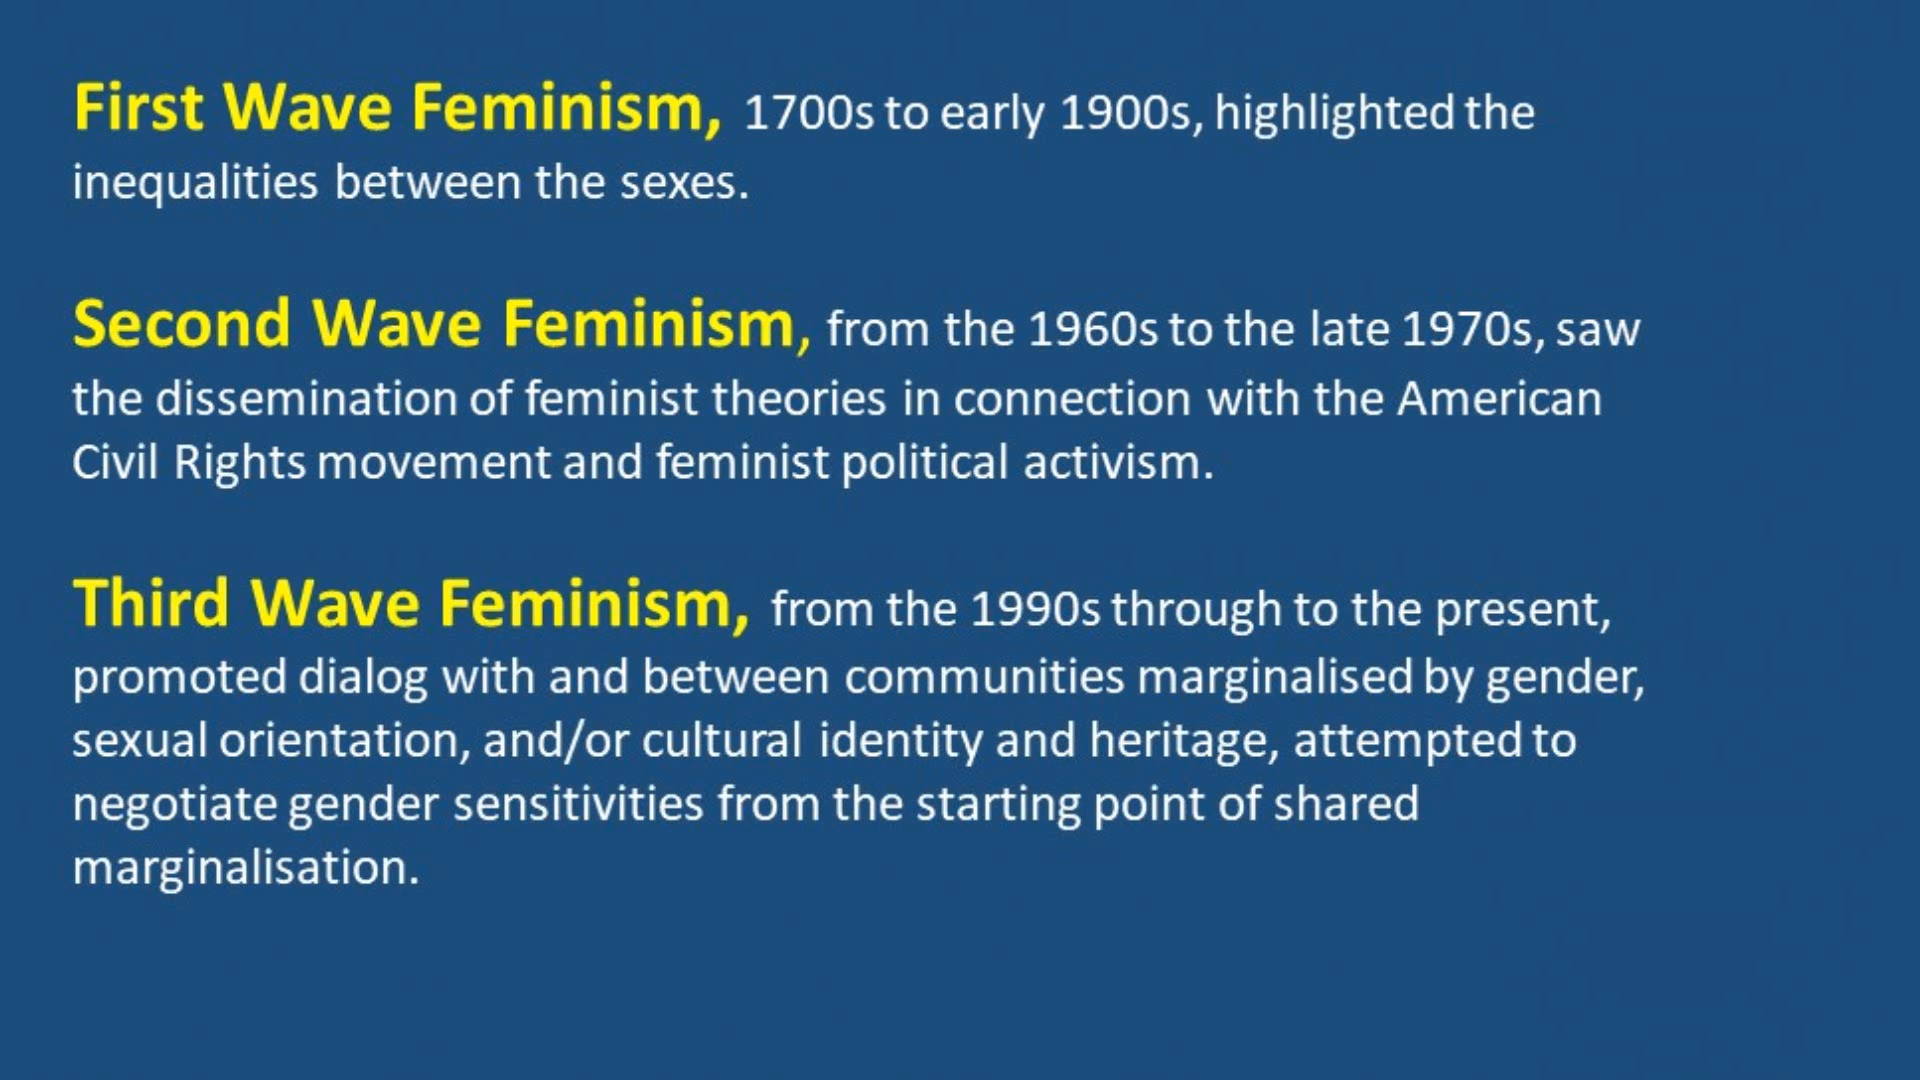 First Wave Feminism, 1700s to early 1900s, highlighted the
inequalities between the sexes.
Second Wave Feminism, from the 1960s to the late 1970s, saw
the dissemination of feminist theories in connection with the American
Civil Rights movement and feminist political activism.
Third Wave Feminism, from the 1990s through to the present,
promoted dialog with and between communities marginalised by gender,
sexual orientation, and/or cultural identity and heritage, attempted to
negotiate gender sensitivities from the starting point of shared
marginalisation.